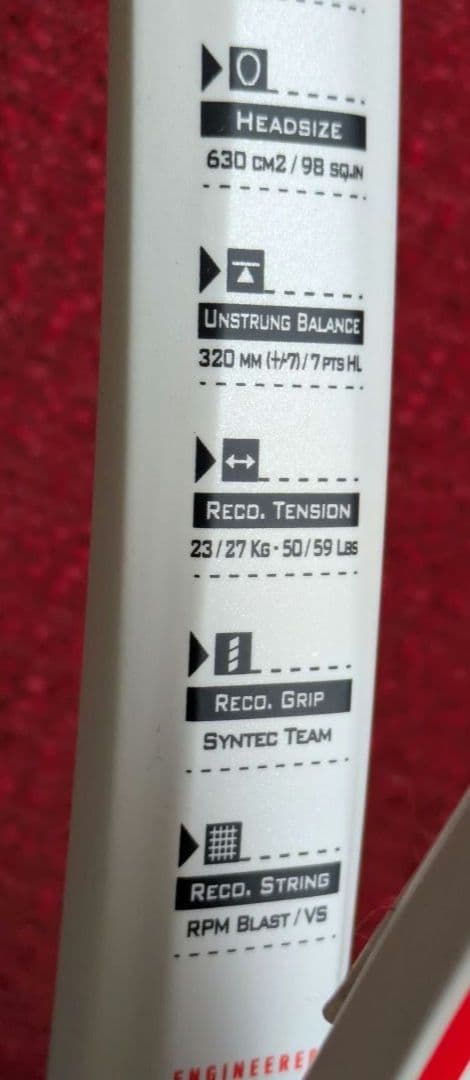 HEADSIZE
630 CM2 / 98 SQ.IN
UNSTRUNG BALANCE
320 MM (+/-7) / 7 PTS HL
RECO. TENSION
23 / 27 KG · 50 / 59 LBS
RECO. GRIP
SYNTEC TEAM
RECO. STRING
RPM BLAST / VS
ENGINEERED